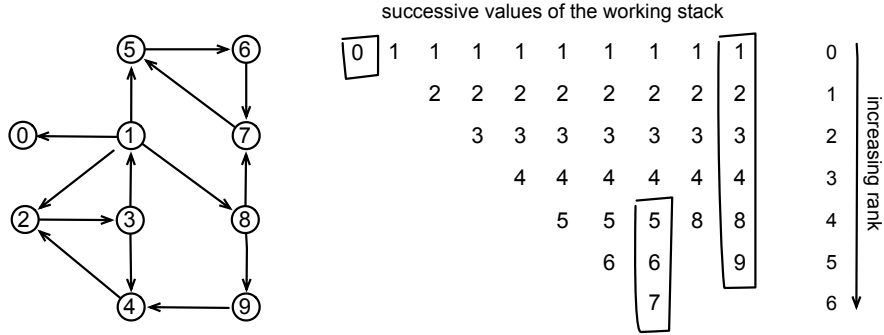 successive values of the working stack
5 6
0 1 1 1 1 1 1 1 1 1 0
2 2 2 2 2 2 2 2 1
0 1 7
3 3 3 3 3 3 3 2
4 4 4 4 4 4 3
2 3 8
5 5 5 8 8 4
6 6 9 5
4 9
7 6
increasing rank